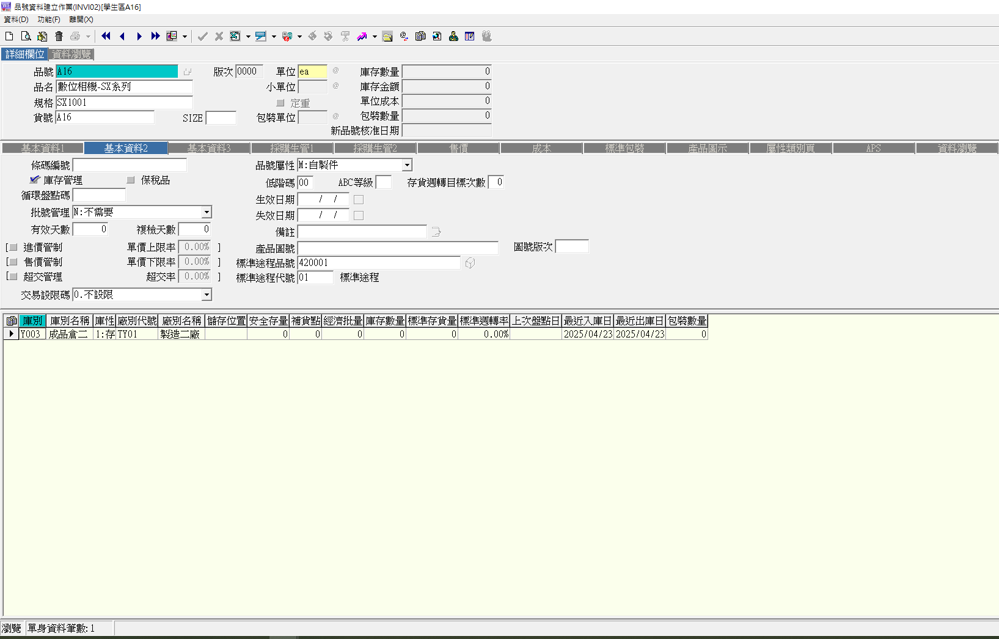 品號資料建立作業(INVI02)[學生區A16]
資料(D) 功能(F) 離開(X)
詳細欄位 資料瀏覽
品號 A16 版次 0000 單位 ea @ 庫存數量 0
品名 數位相機-SX系列 小單位 @ 庫存金額 0
規格 SX1001 定重 單位成本 0
貨號 A16 SIZE 包裝單位 @ 包裝數量 0
新品號核准日期
基本資料1 基本資料2 基本資料3 採購生管1 採購生管2 售價 成本 標準包裝 產品圖示 屬性類別頁 APS 資料瀏覽
條碼編號 品號屬性 M:自製件
庫存管理 保稅品 低階碼 00 ABC等級 存貨週轉目標次數 0
循環盤點碼 生效日期 / /
批號管理 N:不需要 失效日期 / /
有效天數 0 複檢天數 0 備註
[ 進價管制 單價上限率 0.00% ] 產品圖號 圖號版次
[ 售價管制 單價下限率 0.00% ] 標準途程品號 420001
[ 超交管理 超交率 0.00% ] 標準途程代號 01 標準途程
交易設限碼 0.不設限
庫別 庫別名稱 庫性 廠別代號 廠別名稱 儲存位置 安全存量 補貨點 經濟批量 庫存數量 標準存貨量 標準週轉率 上次盤點日 最近入庫日 最近出庫日 包裝數量
Y003 成品倉二 1:存 TY01 製造二廠 0 0 0 0 0 0.00% 2025/04/23 2025/04/23 0
瀏覽 單身資料筆數: 1